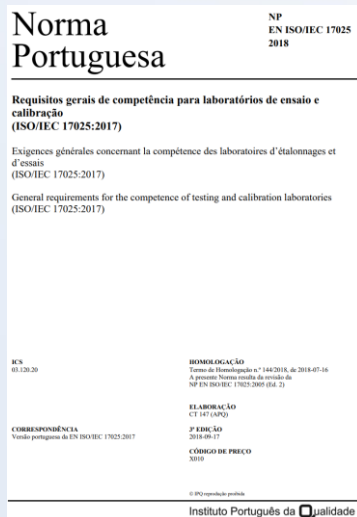 Norma
Portuguesa
NP
EN ISO/IEC 17025
2018
Requisitos gerais de competência para laboratórios de ensaio e
calibração
(ISO/IEC 17025:2017)
Exigences générales concernant la compétence des laboratoires d'étalonnages et
d'essais
(ISO/IEC 17025:2017)
General requirements for the competence of testing and calibration laboratories
(ISO/IEC 17025:2017)
ICS
03.120.20
CORRESPONDÊNCIA
Versão portuguesa da EN ISO/IEC 17025:2017
HOMOLOGAÇÃO
Termo de Homologação n.º 144/2018, de 2018-07-16
A presente Norma resulta da revisão da
NP EN ISO/IEC 17025:2005 (Ed. 2)
ELABORAÇÃO
CT 147 (APQ)
3ª EDIÇÃO
2018-09-17
CÓDIGO DE PREÇO
X010
© IPQ reprodução proibida
Instituto Português da Qualidade